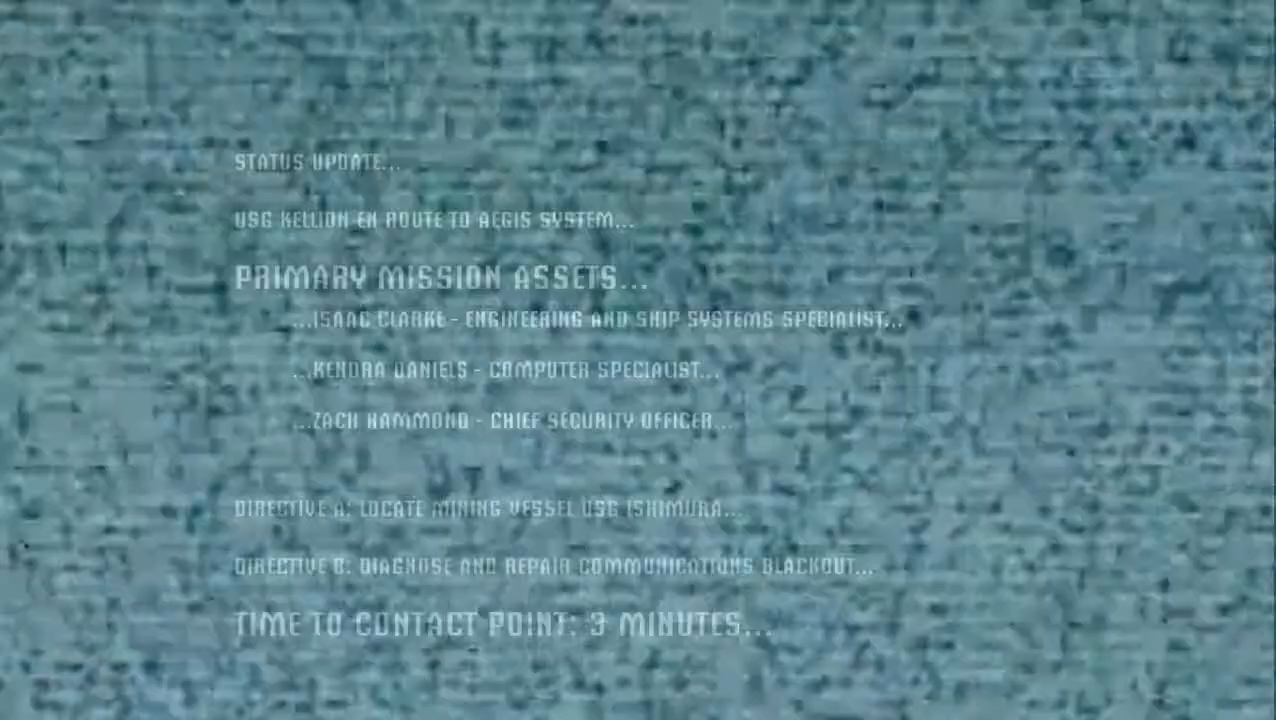 STATUS UPDATE...
USG KELLION EN ROUTE TO AEGIS SYSTEM...
PRIMARY MISSION ASSETS...
...ISAAC CLARKE - ENGINEERING AND SHIP SYSTEMS SPECIALIST...
...KENDRA DANIELS - COMPUTER SPECIALIST...
...ZACH HAMMOND - CHIEF SECURITY OFFICER...
DIRECTIVE A: LOCATE MINING VESSEL USG ISHIMURA...
DIRECTIVE B: DIAGNOSE AND REPAIR COMMUNICATIONS BLACKOUT...
TIME TO CONTACT POINT: 3 MINUTES...